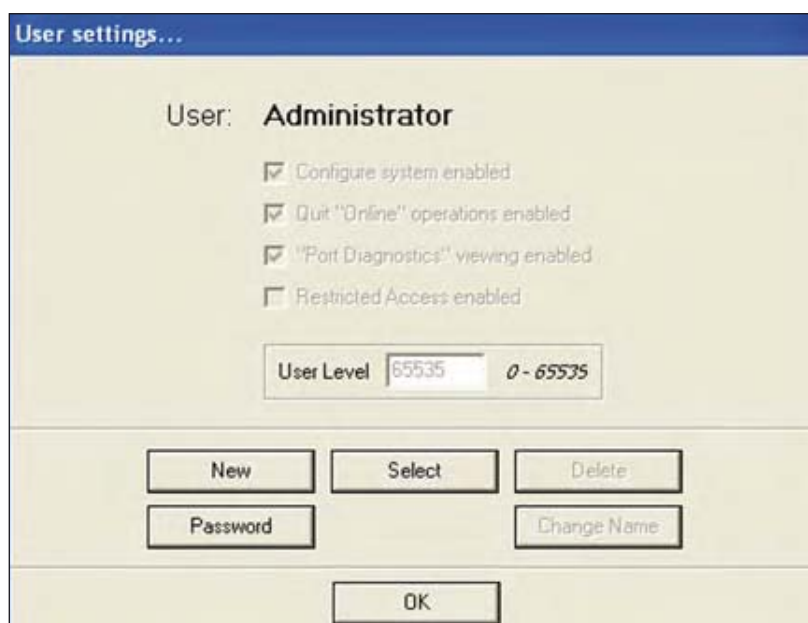 User settings...
User: Administrator
Configure system enabled
Quit "Online" operations enabled
"Port Diagnostics" viewing enabled
Restricted Access enabled
User Level 65535 0 - 65535
New Select Delete
Password Change Name
OK